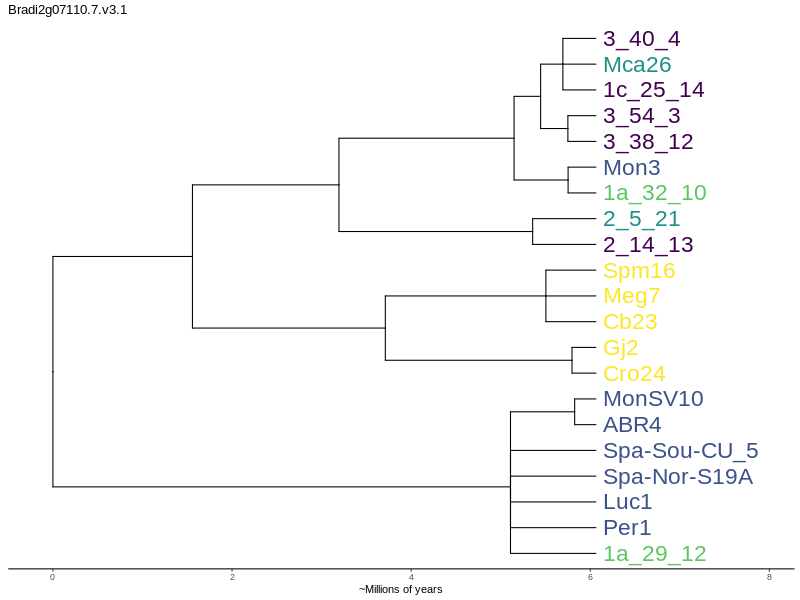 Bradi2g07110.7.v3.1
3_40_4
Mca26
1c_25_14
3_54_3
3_38_12
Mon3
1a_32_10
2_5_21
2_14_13
Spm16
Meg7
Cb23
Gj2
Cro24
MonSV10
ABR4
Spa-Sou-CU_5
Spa-Nor-S19A
Luc1
Per1
1a_29_12
0 2 4 6 8
~Millions of years